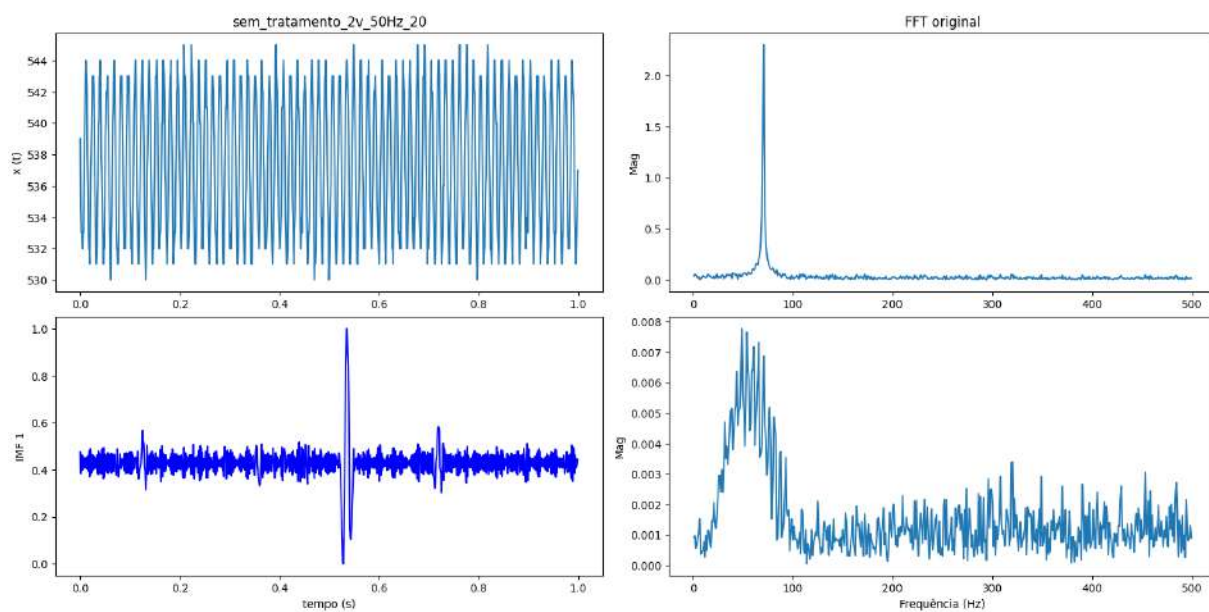 sem_tratamento_2v_50Hz_20
x (t)
544
542
540
538
536
534
532
530
0.0 0.2 0.4 0.6 0.8 1.0
FFT original
Mag
2.0
1.5
1.0
0.5
0.0
0 100 200 300 400 500
IMF 1
1.0
0.8
0.6
0.4
0.2
0.0
0.0 0.2 0.4 0.6 0.8 1.0
tempo (s)
Mag
0.008
0.007
0.006
0.005
0.004
0.003
0.002
0.001
0.000
0 100 200 300 400 500
Frequência (Hz)